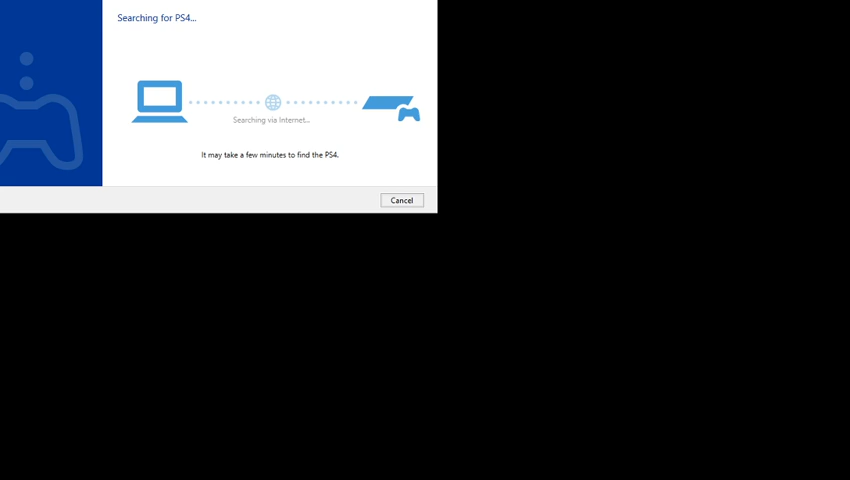 Searching for PS4...
Searching via Internet...
It may take a few minutes to find the PS4.
Cancel